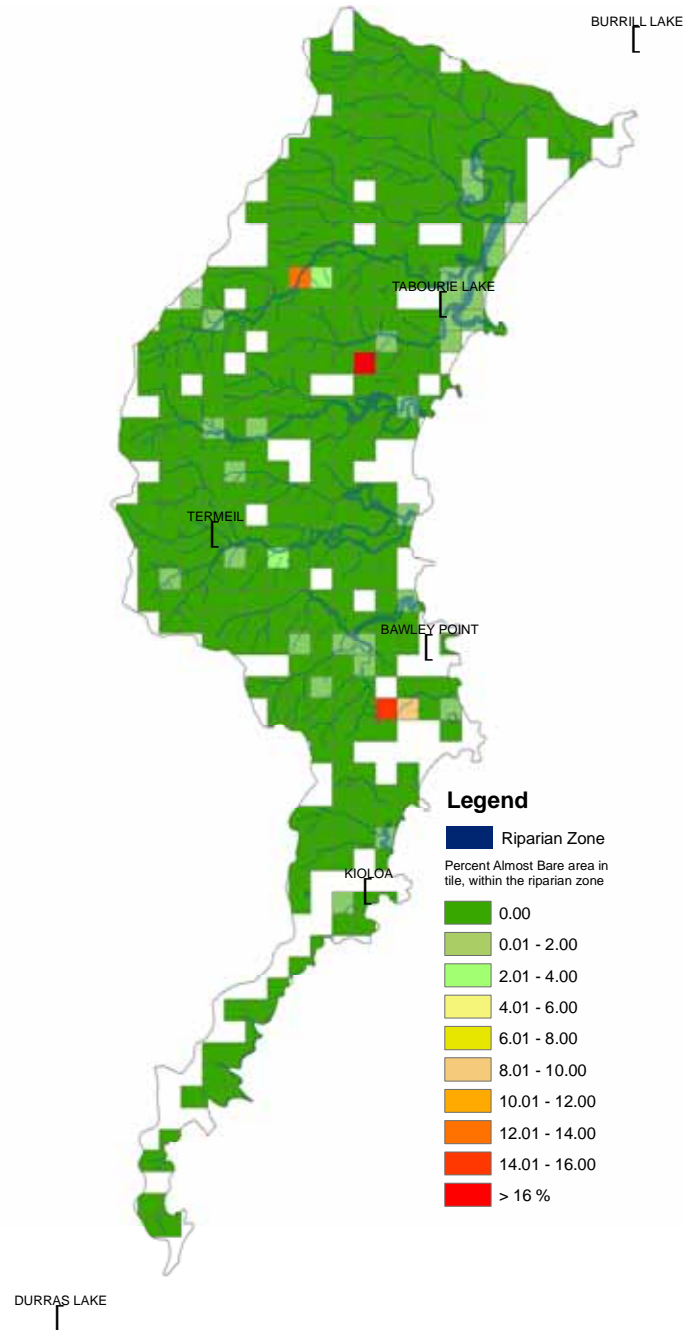 BURRILL LAKE
TABOURIE LAKE
TERMEIL
BAWLEY POINT
Legend
Riparian Zone
Percent Almost Bare area in
tile, within the riparian zone
KIOLOA
0.00
0.01 - 2.00
2.01 - 4.00
4.01 - 6.00
6.01 - 8.00
8.01 - 10.00
10.01 - 12.00
12.01 - 14.00
14.01 - 16.00
> 16 %
DURRAS LAKE